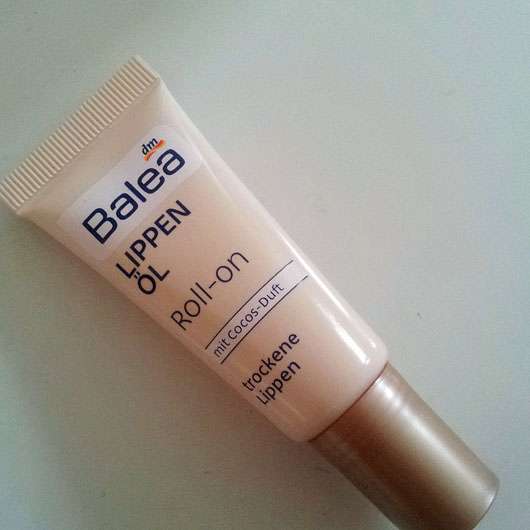 dm
Balea
LIPPEN
ÖL
Roll-on
mit Cocos-Duft
trockene
Lippen